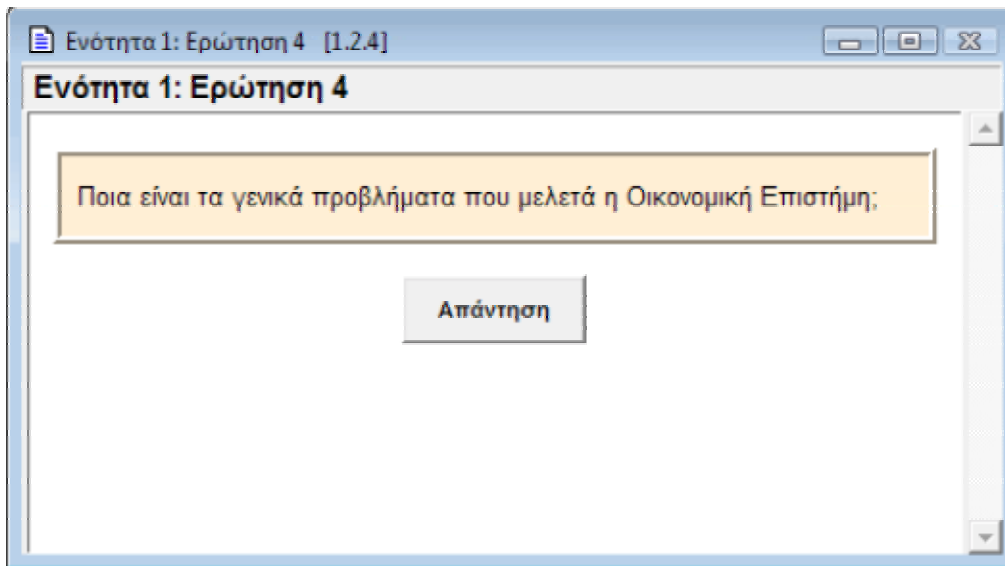 Ενότητα 1: Ερώτηση 4 [1.2.4]
Ενότητα 1: Ερώτηση 4
Ποια είναι τα γενικά προβλήματα που μελετά η Οικονομική Επιστήμη;
Απάντηση